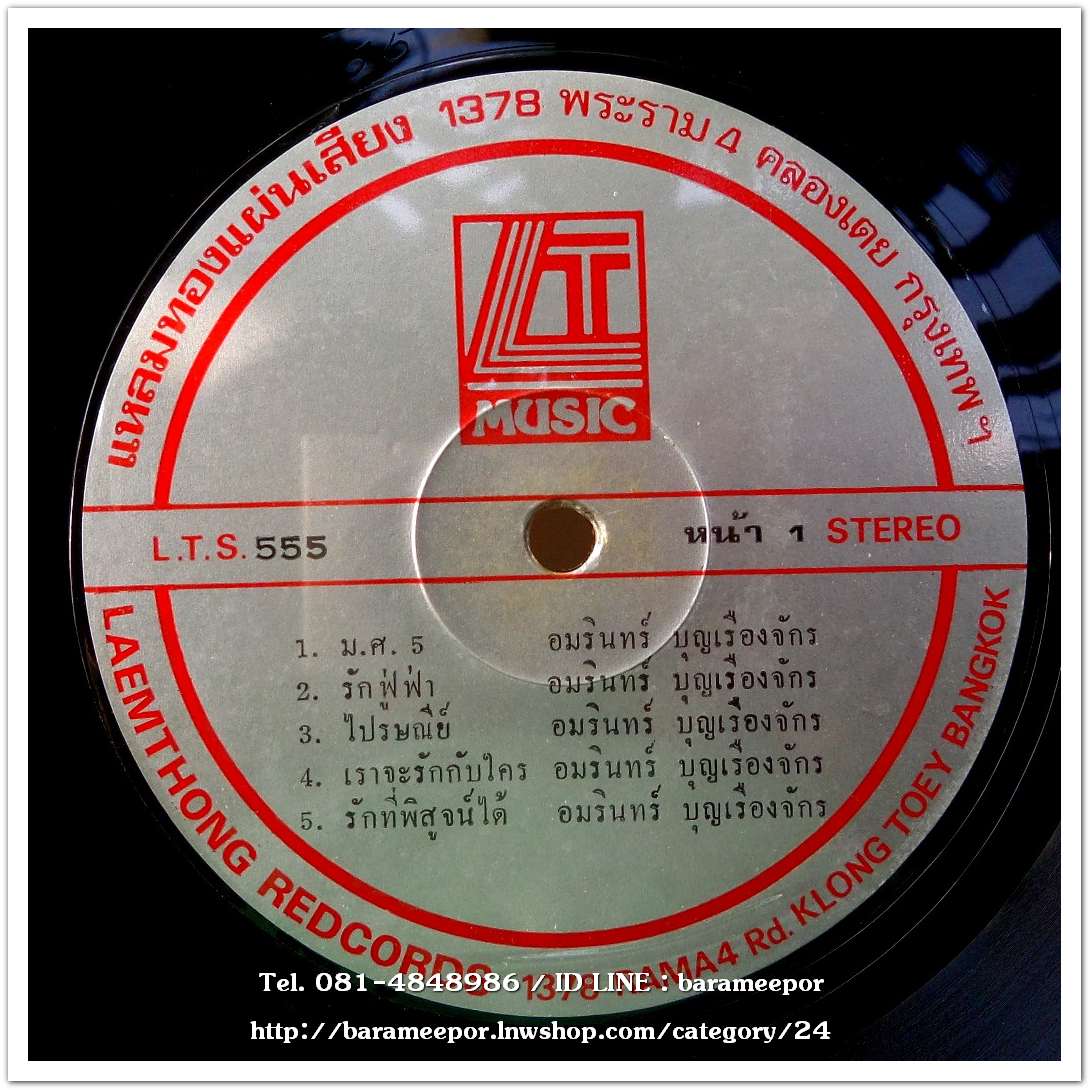 แหลมทองแผ่นเสียง 1378 พระราม 4 คลองเตย กรุงเทพ ฯ
LT
MUSIC
L.T.S. 555
หน้า 1 STEREO
1. ม.ศ. 5 อมรินทร์ บุญเรืองจักร
2. รักฟู่ฟ่า อมรินทร์ บุญเรืองจักร
3. ไปรษณีย์ อมรินทร์ บุญเรืองจักร
4. เราจะรักกับใคร อมรินทร์ บุญเรืองจักร
5. รักที่พิสูจน์ได้ อมรินทร์ บุญเรืองจักร
LAEMTHONG REDCORDS 1378 RAMA4 Rd. KLONG TOEY BANGKOK
Tel. 081-4848986 / ID LINE : barameepor
http://barameepor.lnwshop.com/category/24